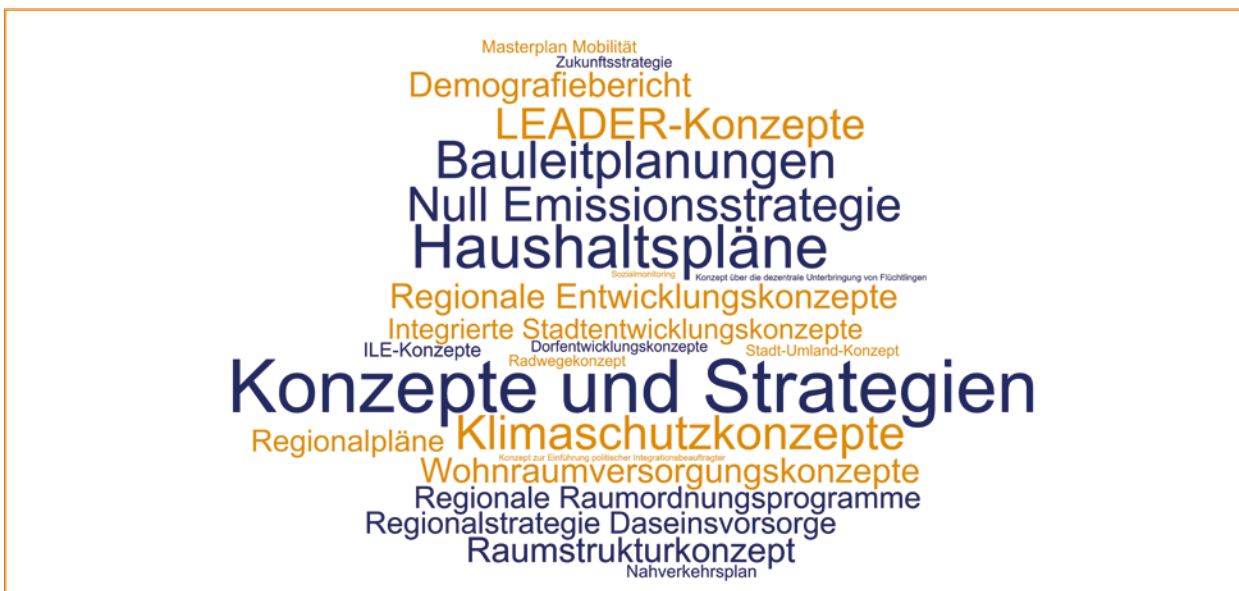 Masterplan Mobilität
Zukunftsstrategie
Demografiebericht
LEADER-Konzepte
Bauleitplanungen
Null Emissionsstrategie
Haushaltspläne
Sozialmonitoring
Konzept über die dezentrale Unterbringung von Flüchtlingen
Regionale Entwicklungskonzepte
Integrierte Stadtentwicklungskonzepte
ILE-Konzepte
Dorfentwicklungskonzepte
Stadt-Umland-Konzept
Radwegekonzept
Konzepte und Strategien
Regionalpläne
Klimaschutzkonzepte
Konzept zur Einführung politischer Integrationsbeauftragter
Wohnraumversorgungskonzepte
Regionale Raumordnungsprogramme
Regionalstrategie Daseinsvorsorge
Raumstrukturkonzept
Nahverkehrsplan